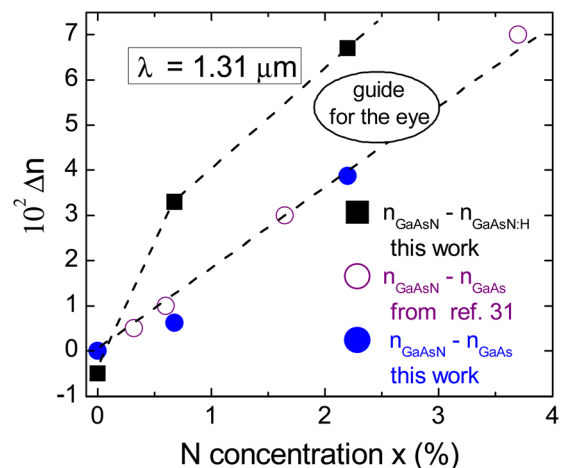 λ = 1.31 μm
guide
for the eye
7
6
5
4
3
2
1
0
-1
10² Δn
n_GaAsN - n_GaAsN:H
this work
n_GaAsN - n_GaAs
from ref. 31
n_GaAsN - n_GaAs
this work
0 1 2 3 4
N concentration x (%)